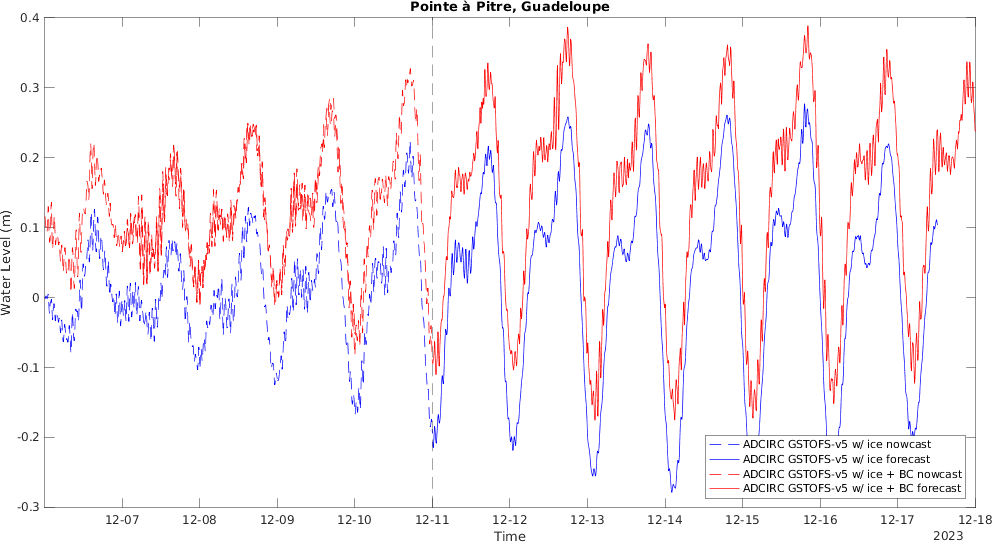 Pointe à Pitre, Guadeloupe
0.4
0.3
0.2
0.1
0
-0.1
-0.2
-0.3
Water Level (m)
ADCIRC GSTOFS-v5 w/ ice nowcast
ADCIRC GSTOFS-v5 w/ ice forecast
ADCIRC GSTOFS-v5 w/ ice + BC nowcast
ADCIRC GSTOFS-v5 w/ ice + BC forecast
12-07 12-08 12-09 12-10 12-11 12-12 12-13 12-14 12-15 12-16 12-17 12-18
Time
2023